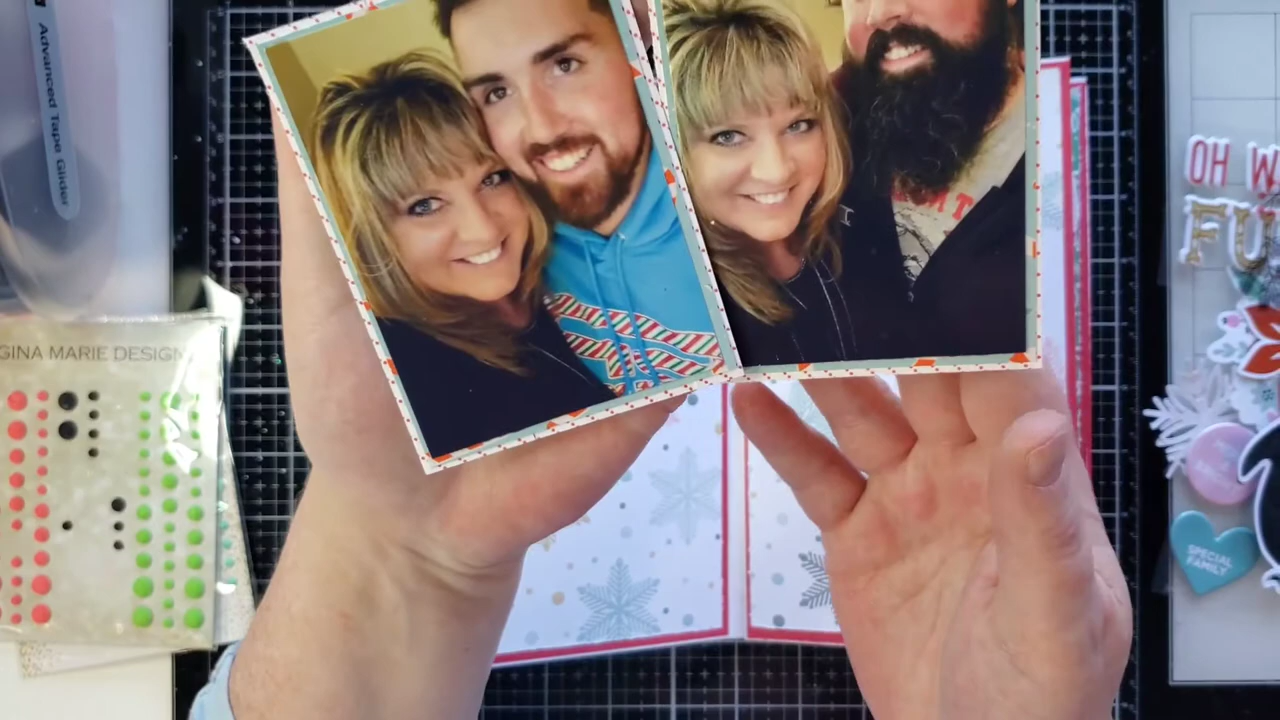 Advanced Tape Glider
GINA MARIE DESIGN
OH W
FU
SPECIAL
FAMILY